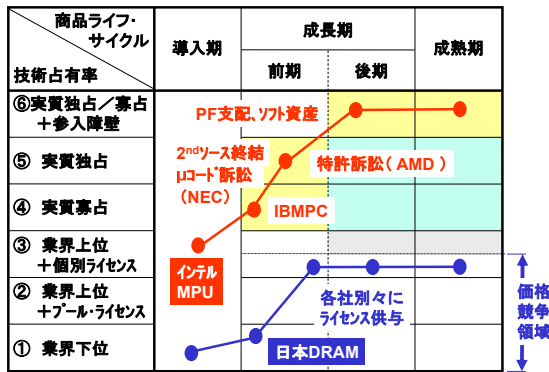 商品ライフ・
サイクル
技術占有率
導入期
成長期
前期
後期
成熟期
⑥実質独占／寡占
＋参入障壁
⑤ 実質独占
④ 実質寡占
③ 業界上位
＋個別ライセンス
② 業界上位
＋プール・ライセンス
① 業界下位
PF支配、ソフト資産
2ndソース終結
μコード訴訟
（NEC）
特許訴訟（AMD）
IBMPC
インテル
MPU
各社別々に
ライセンス供与
日本DRAM
価格
競争
領域